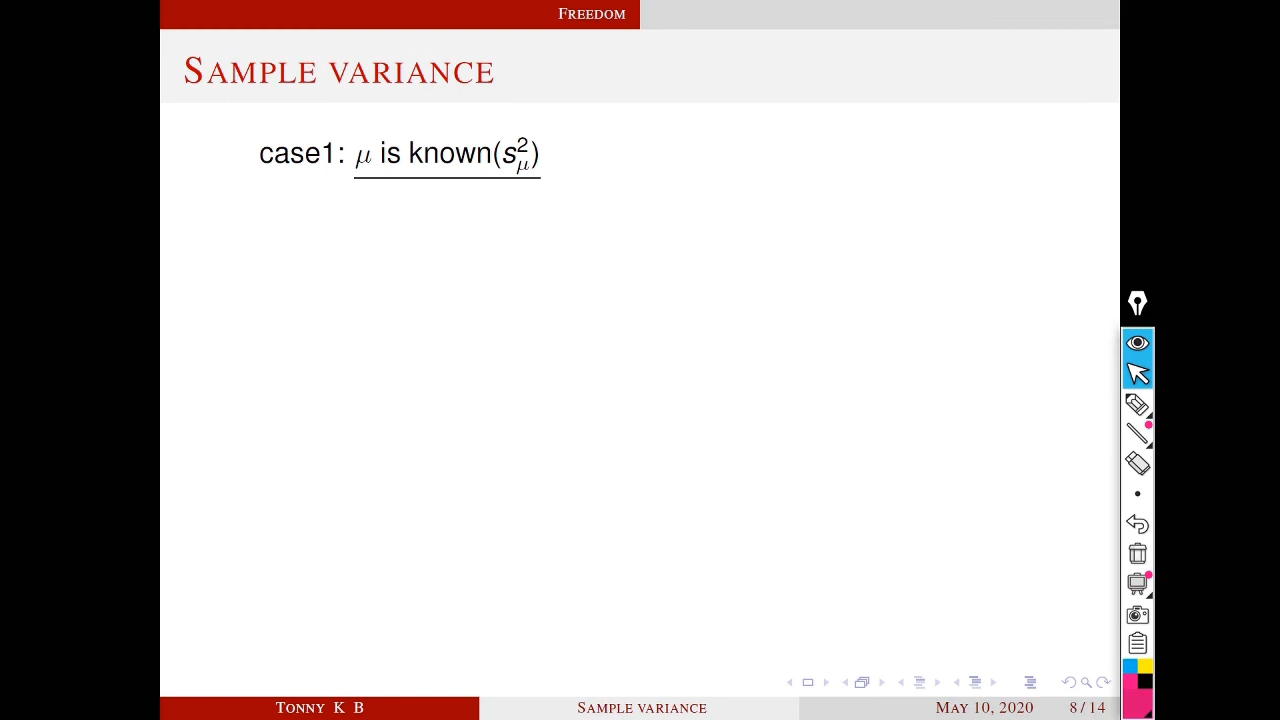 FREEDOM
SAMPLE VARIANCE
case1: μ is known(s²_μ)
TONNY K B SAMPLE VARIANCE MAY 10, 2020 8 / 14